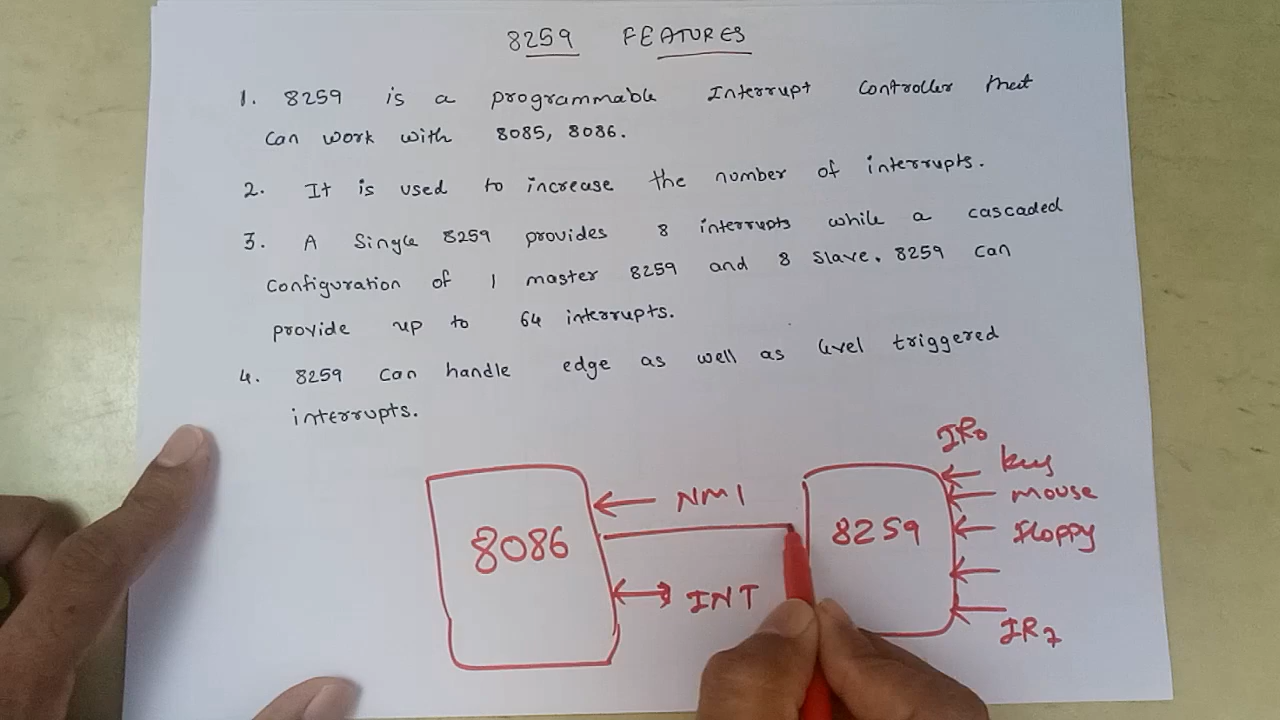 8259 FEATURES
1. 8259 is a programmable Interrupt Controller that
can work with 8085, 8086.
2. It is used to increase the number of interrupts.
3. A Single 8259 provides 8 interrupts while a cascaded
configuration of 1 master 8259 and 8 slave. 8259 can
provide up to 64 interrupts.
4. 8259 can handle edge as well as level triggered
interrupts.
IR0
NMI
mouse
8086
8259
floppy
INT
IR7